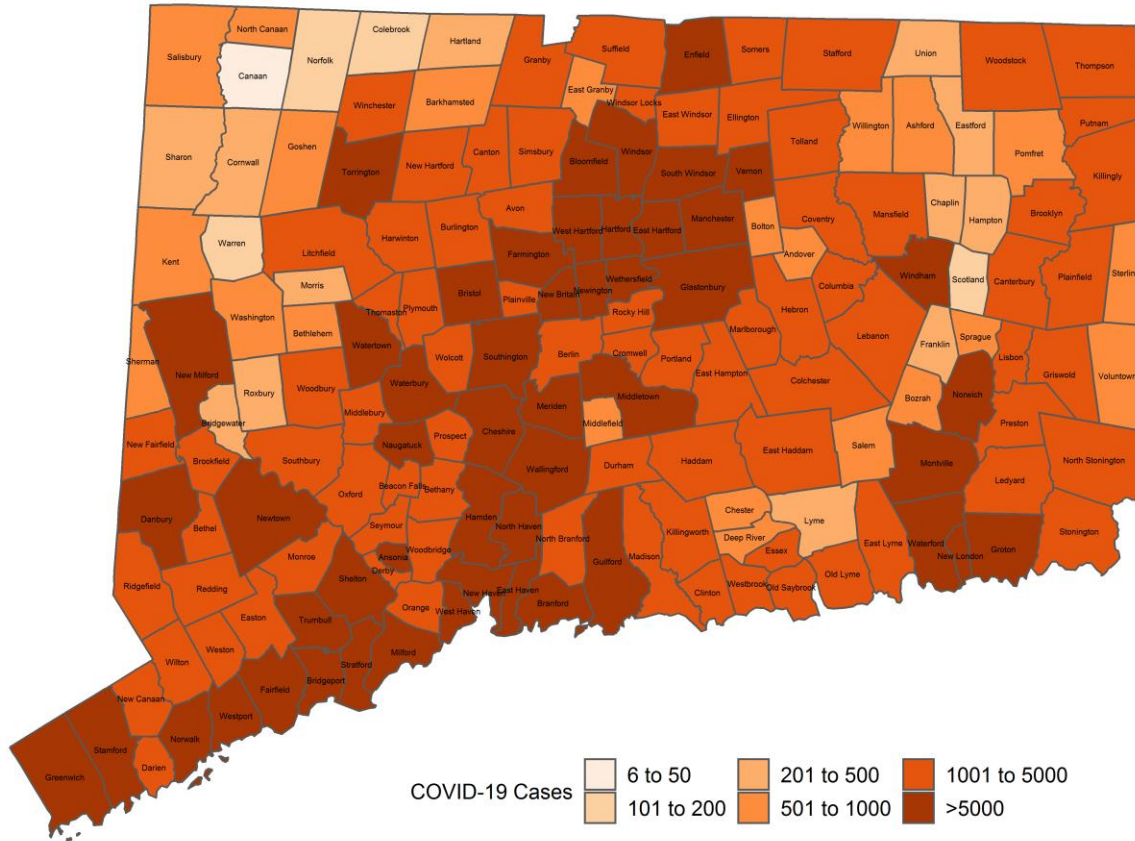 North Canaan
Colebrook
Hartland
Salisbury
Norfolk
Canaan
Granby
Suffield
Enfield
Somers
Stafford
Union
Woodstock
Thompson
East Granby
Windsor Locks
Winchester
Barkhamsted
East Windsor
Ellington
Willington
Ashford
Eastford
Putnam
Sharon
Cornwall
Goshen
Torrington
New Hartford
Canton
Simsbury
Bloomfield
Windsor
South Windsor
Vernon
Tolland
Pomfret
Killingly
Avon
Mansfield
Chaplin
Hampton
Brooklyn
Kent
Warren
Litchfield
Harwinton
Burlington
West Hartford
Hartford
East Hartford
Manchester
Bolton
Coventry
Andover
Farmington
Windham
Scotland
Canterbury
Plainfield
Sterlin
Morris
Thomaston
Plymouth
Bristol
Plainville
New Britain
Newington
Wethersfield
Glastonbury
Hebron
Columbia
Washington
Bethlehem
Watertown
Rocky Hill
Marlborough
Lebanon
Franklin
Sprague
Lisbon
Griswold
Voluntown
Sherman
New Milford
Roxbury
Woodbury
Wolcott
Southington
Berlin
Cromwell
Portland
East Hampton
Colchester
Bozrah
Norwich
Bridgewater
Middlebury
Waterbury
Cheshire
Meriden
Middletown
Middlefield
Preston
New Fairfield
Brookfield
Southbury
Naugatuck
Prospect
Wallingford
Durham
Haddam
East Haddam
Salem
Montville
North Stonington
Oxford
Beacon Falls
Bethany
Ledyard
Danbury
Bethel
Newtown
Seymour
Hamden
North Haven
North Branford
Guilford
Madison
Killingworth
Chester
Deep River
Essex
Lyme
East Lyme
Waterford
New London
Groton
Stonington
Monroe
Ansonia
Derby
Woodbridge
Ridgefield
Redding
Shelton
Orange
West Haven
New Haven
East Haven
Branford
Clinton
Westbrook
Old Saybrook
Old Lyme
Easton
Trumbull
Milford
Wilton
Weston
Stratford
Bridgeport
Fairfield
New Canaan
Westport
Norwalk
Stamford
Greenwich
Darien
COVID-19 Cases
6 to 50
201 to 500
1001 to 5000
101 to 200
501 to 1000
>5000